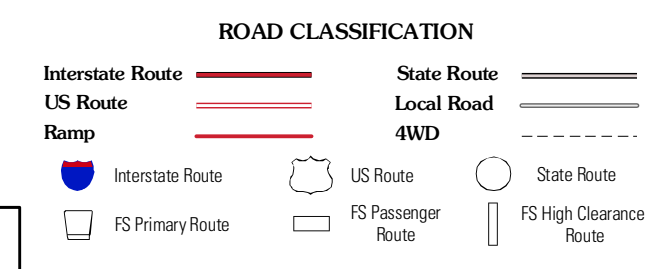 ROAD CLASSIFICATION
Interstate Route
State Route
US Route
Local Road
Ramp
4WD
Interstate Route
US Route
State Route
FS Primary Route
FS Passenger
Route
FS High Clearance
Route